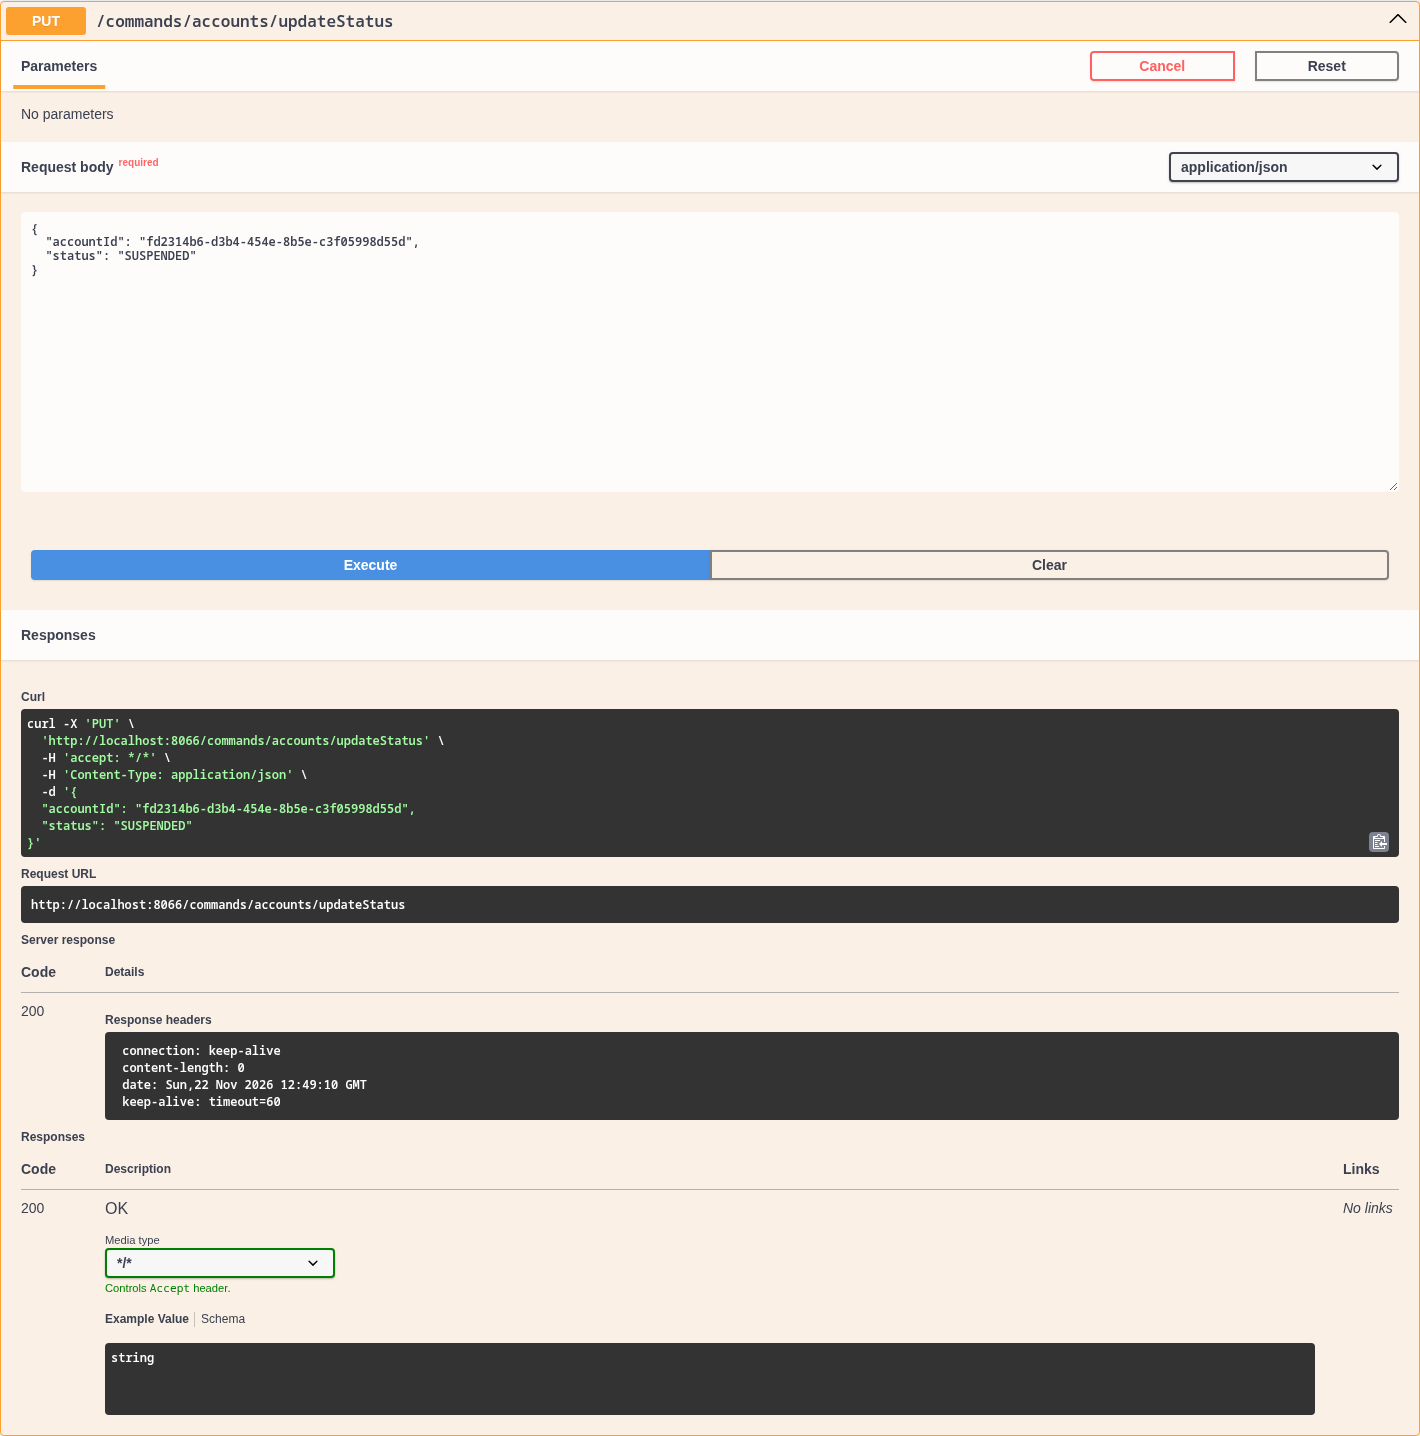 PUT /commands/accounts/updateStatus
Parameters
Cancel
Reset
No parameters
Request body required
application/json
{
  "accountId": "fd2314b6-d3b4-454e-8b5e-c3f05998d55d",
  "status": "SUSPENDED"
}
Execute
Clear
Responses
Curl
curl -X 'PUT' \
  'http://localhost:8066/commands/accounts/updateStatus' \
  -H 'accept: */*' \
  -H 'Content-Type: application/json' \
  -d '{
  "accountId": "fd2314b6-d3b4-454e-8b5e-c3f05998d55d",
  "status": "SUSPENDED"
}'
Request URL
http://localhost:8066/commands/accounts/updateStatus
Server response
Code Details
200
Response headers
connection: keep-alive
content-length: 0
date: Sun,22 Nov 2026 12:49:10 GMT
keep-alive: timeout=60
Responses
Code Description Links
200 OK No links
Media type
*/*
Controls Accept header.
Example Value Schema
string